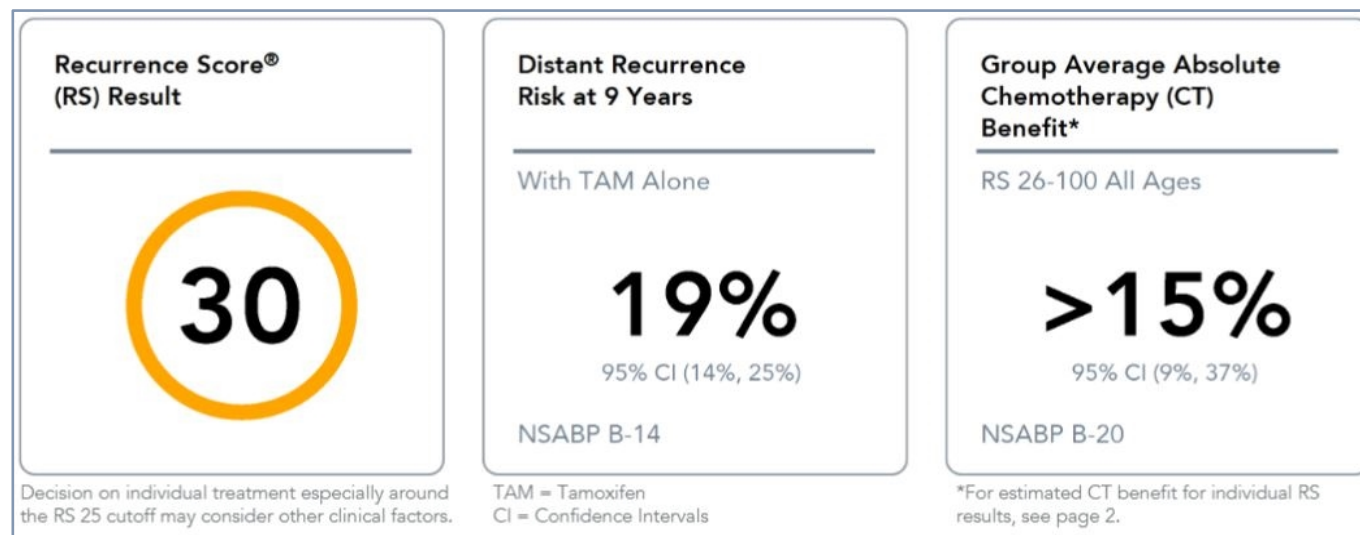 Recurrence Score®
(RS) Result
30
Decision on individual treatment especially around
the RS 25 cutoff may consider other clinical factors.
Distant Recurrence
Risk at 9 Years
With TAM Alone
19%
95% CI (14%, 25%)
NSABP B-14
TAM = Tamoxifen
CI = Confidence Intervals
Group Average Absolute
Chemotherapy (CT)
Benefit*
RS 26-100 All Ages
>15%
95% CI (9%, 37%)
NSABP B-20
*For estimated CT benefit for individual RS
results, see page 2.